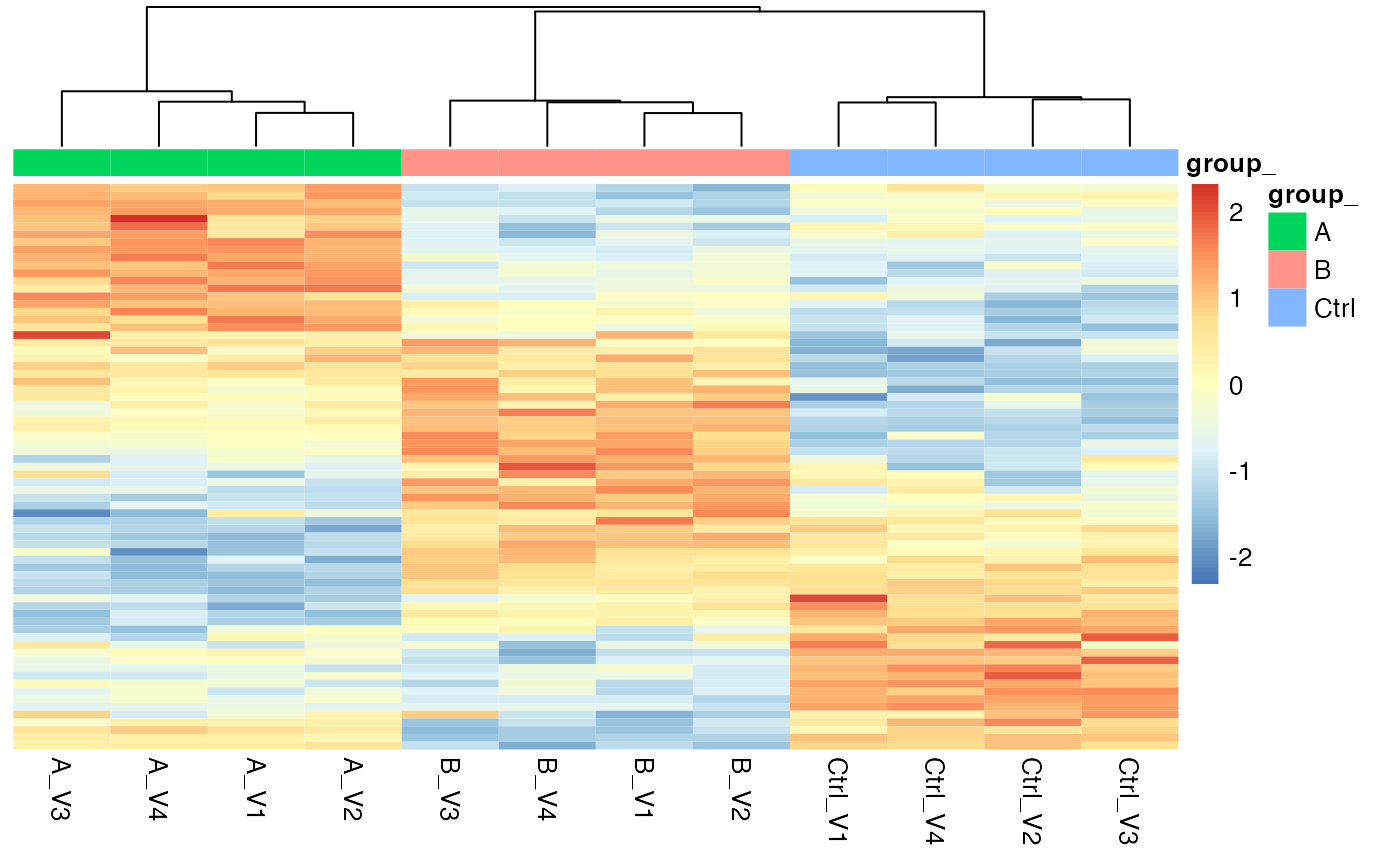 group_
2
1
0
-1
-2
group_
A
B
Ctrl
A_V3
A_V4
A_V1
A_V2
B_V3
B_V4
B_V1
B_V2
Ctrl_V1
Ctrl_V4
Ctrl_V2
Ctrl_V3